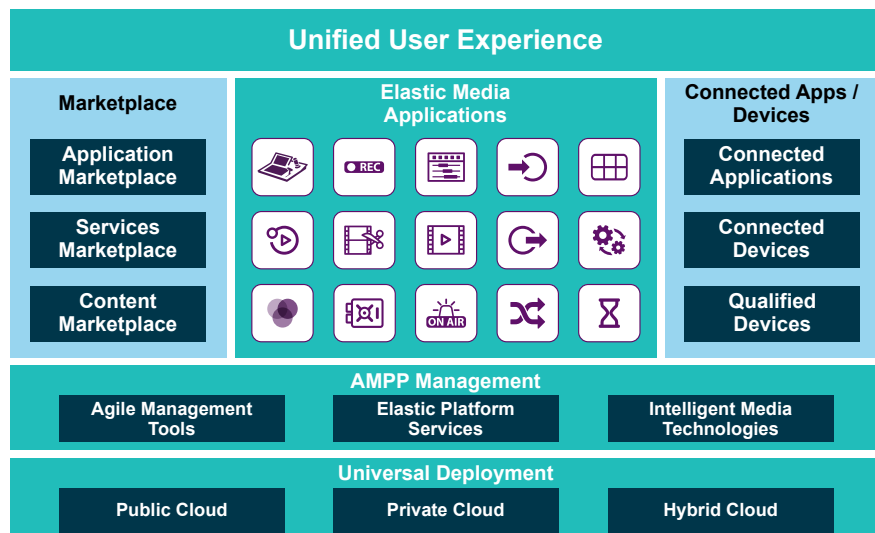 Unified User Experience
Marketplace
Application
Marketplace
Services
Marketplace
Content
Marketplace
Elastic Media
Applications
REC
ON AIR
Connected Apps /
Devices
Connected
Applications
Connected
Devices
Qualified
Devices
AMPP Management
Agile Management
Tools
Elastic Platform
Services
Intelligent Media
Technologies
Universal Deployment
Public Cloud
Private Cloud
Hybrid Cloud